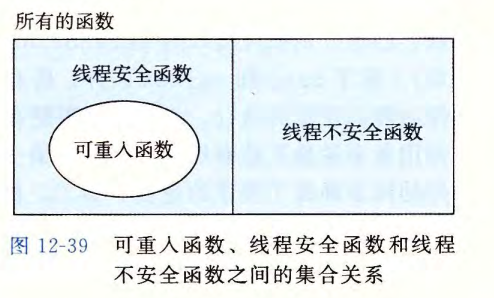 所有的函数
线程安全函数
可重入函数
线程不安全函数
图 12-39 可重入函数、线程安全函数和线程
不安全函数之间的集合关系